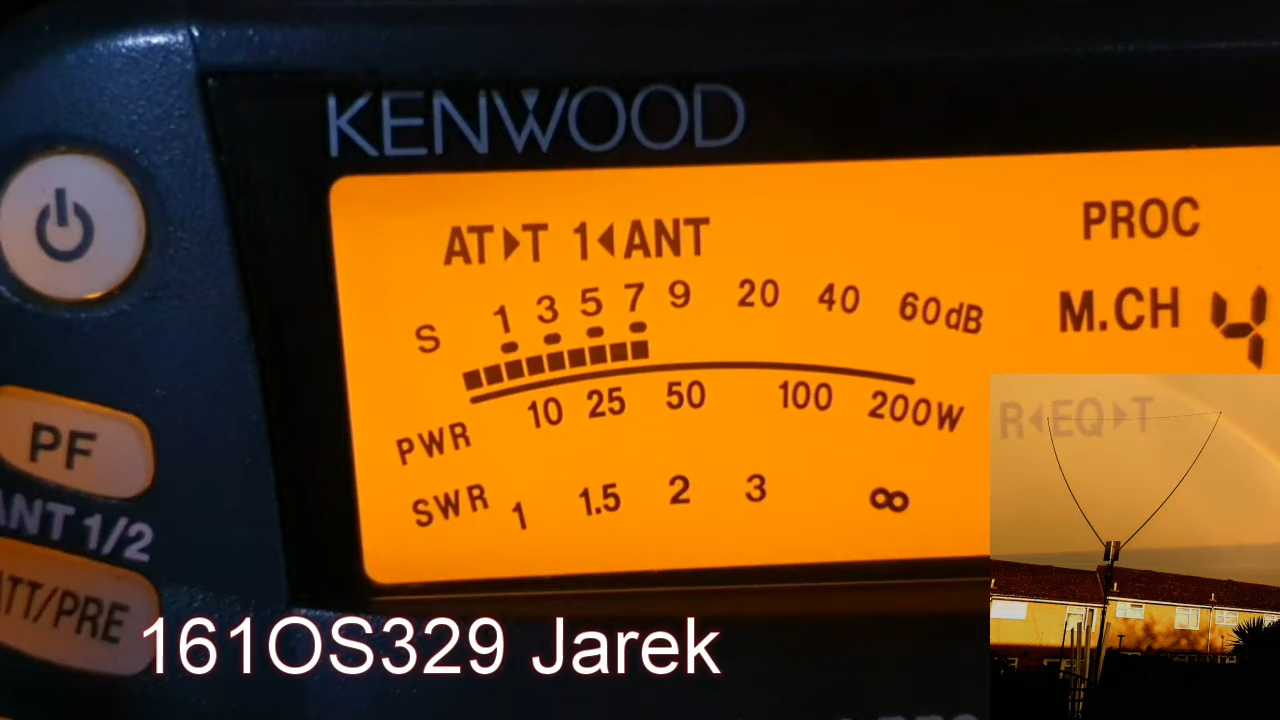 KENWOOD
AT▶T 1◀ANT
PROC
M.CH 4
S 1 3 5 7 9 20 40 60dB
PWR 10 25 50 100 200W
R◀EQ▶T
SWR 1 1.5 2 3 ∞
PF
ANT 1/2
ATT/PRE
161OS329 Jarek